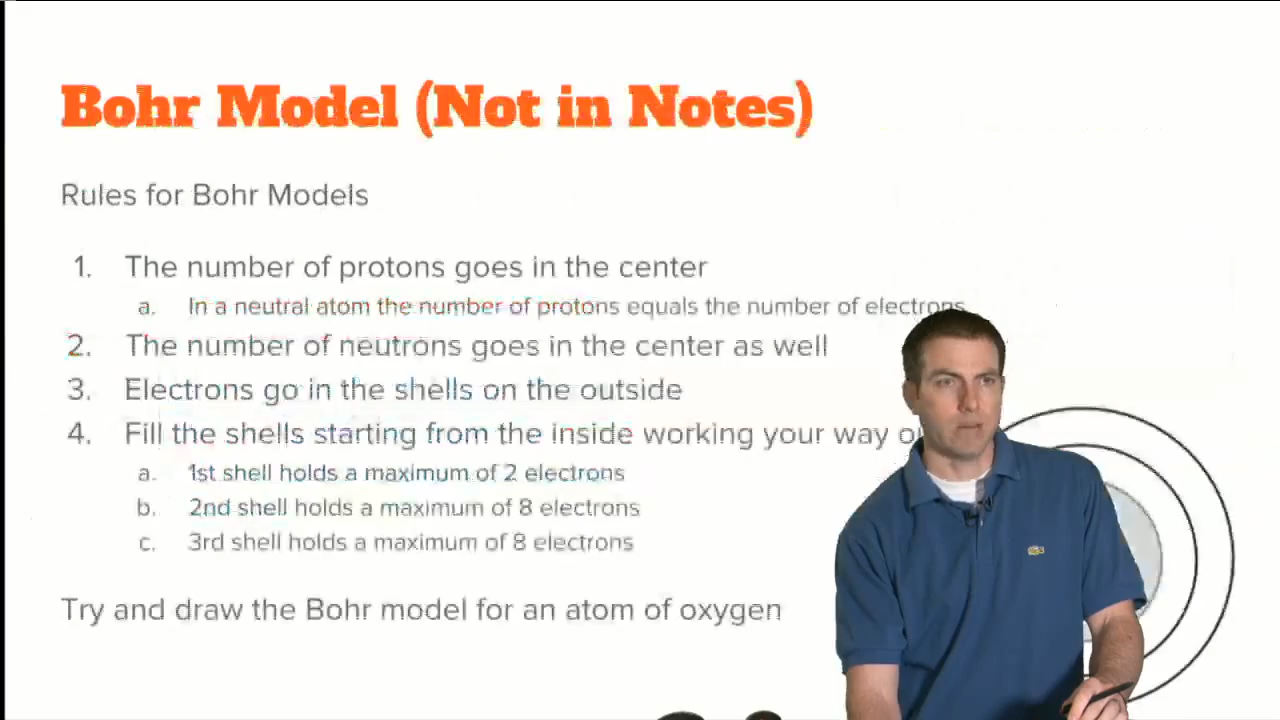 Bohr Model (Not in Notes)
Rules for Bohr Models
1. The number of protons goes in the center
a. In a neutral atom the number of protons equals the number of electrons
2. The number of neutrons goes in the center as well
3. Electrons go in the shells on the outside
4. Fill the shells starting from the inside working your way
a. 1st shell holds a maximum of 2 electrons
b. 2nd shell holds a maximum of 8 electrons
c. 3rd shell holds a maximum of 8 electrons
Try and draw the Bohr model for an atom of oxygen